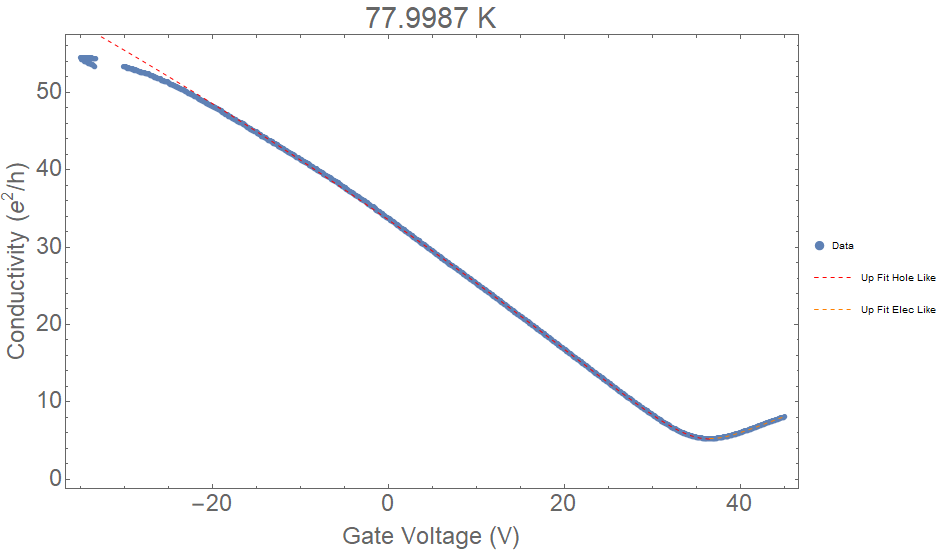 77.9987 K
Conductivity (e²/h)
50
40
30
20
10
0
−20
0
20
40
Gate Voltage (V)
Data
Up Fit Hole Like
Up Fit Elec Like